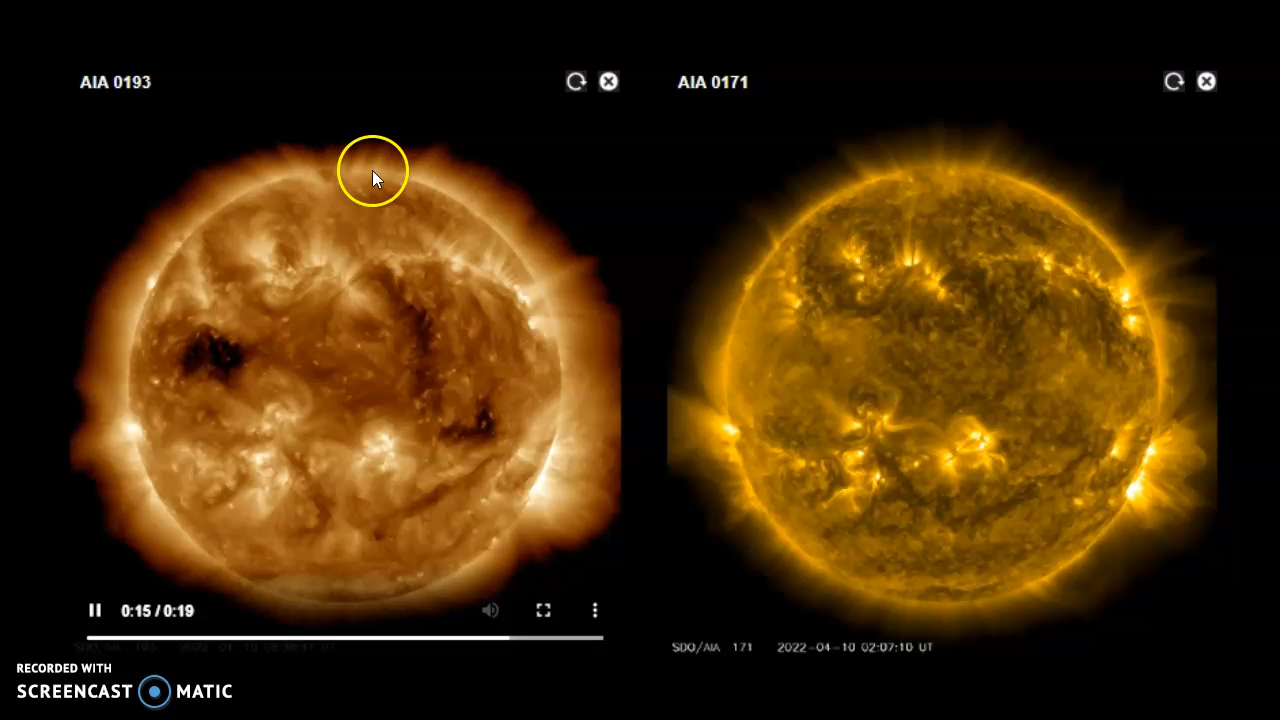 AIA 0193
AIA 0171
0:15 / 0:19
SDO/AIA 171 2022-04-10 02:07:10 UT
RECORDED WITH
SCREENCAST MATIC